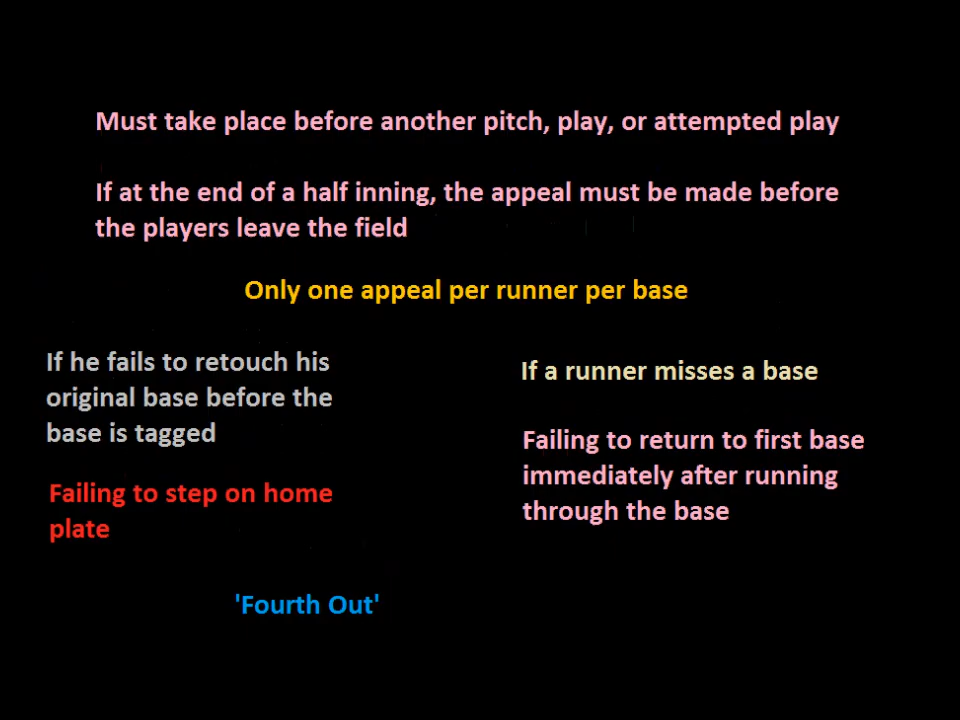 Must take place before another pitch, play, or attempted play
If at the end of a half inning, the appeal must be made before
the players leave the field
Only one appeal per runner per base
If he fails to retouch his
original base before the
base is tagged
If a runner misses a base
Failing to return to first base
immediately after running
through the base
Failing to step on home
plate
'Fourth Out'